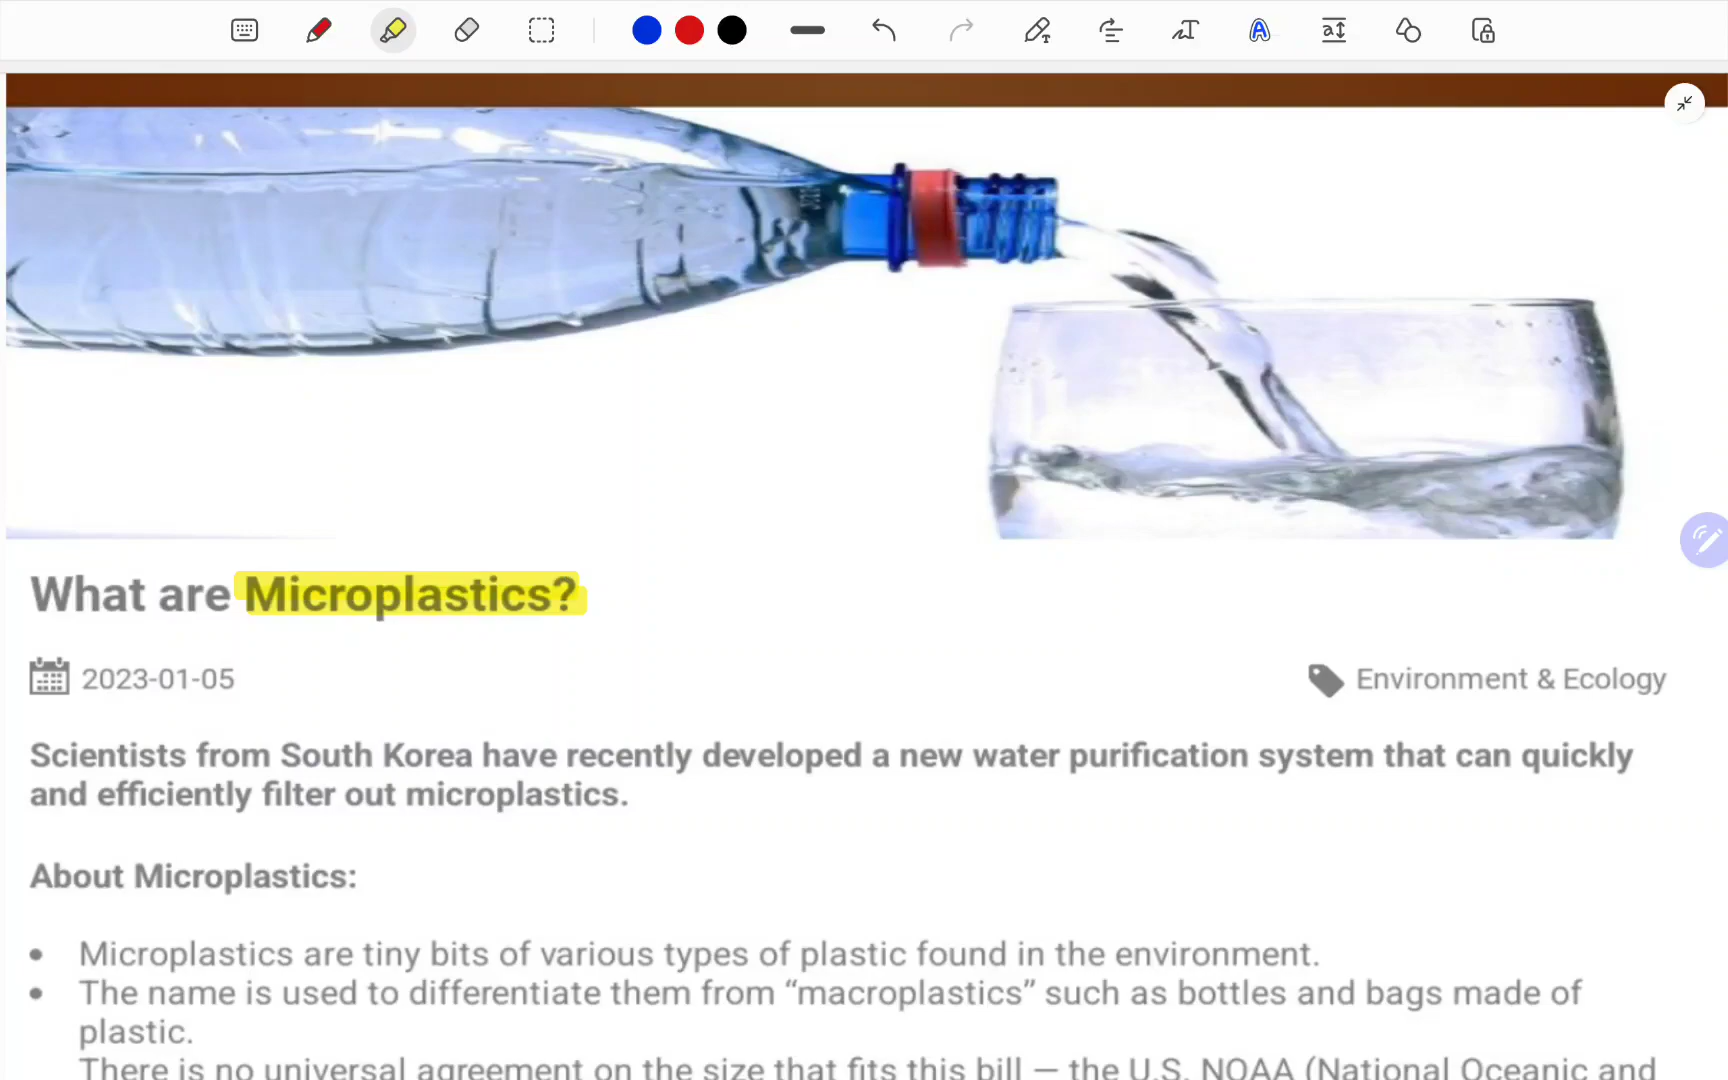 What are Microplastics?
2023-01-05
Environment & Ecology
Scientists from South Korea have recently developed a new water purification system that can quickly
and efficiently filter out microplastics.
About Microplastics:
• Microplastics are tiny bits of various types of plastic found in the environment.
• The name is used to differentiate them from “macroplastics” such as bottles and bags made of
plastic.
There is no universal agreement on the size that fits this bill — the U.S. NOAA (National Oceanic and